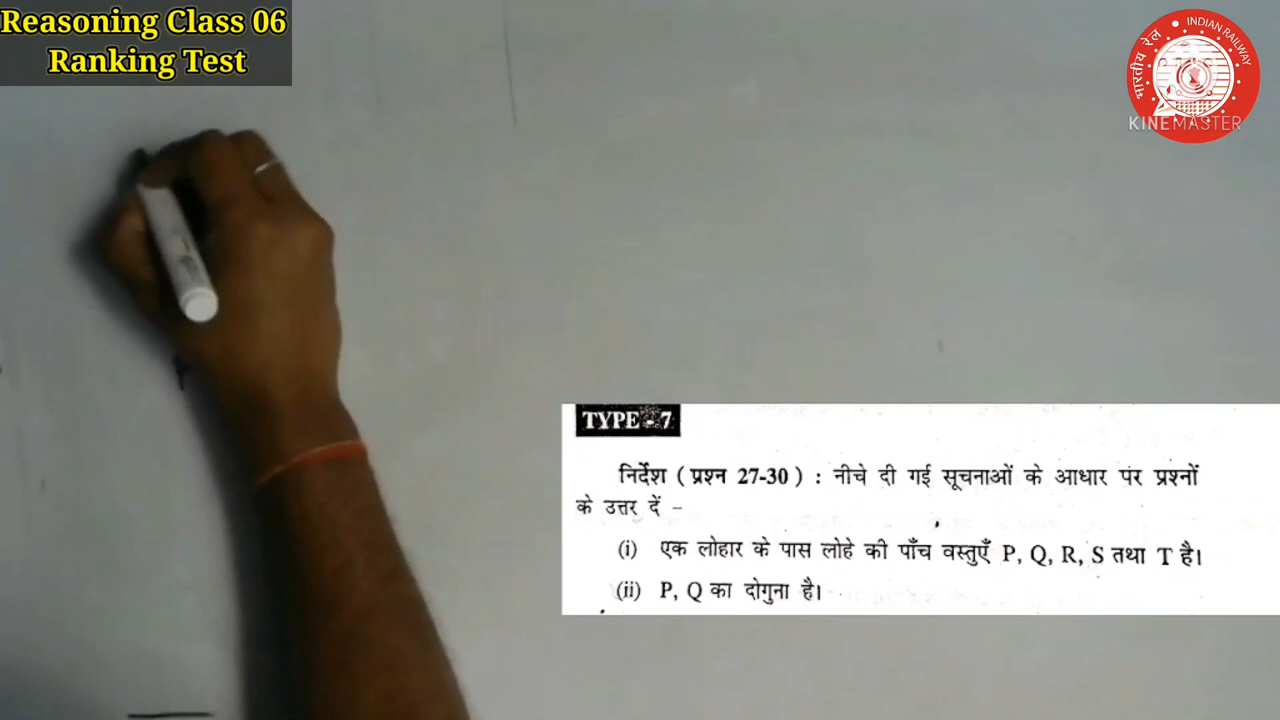 Reasoning Class 06
Ranking Test
भारतीय रेल
INDIAN RAILWAY
KINEMASTER
TYPE - 7
निर्देश ( प्रश्न 27-30 ) : नीचे दी गई सूचनाओं के आधार पर प्रश्नों
के उत्तर दें -
(i) एक लोहार के पास लोहे की पाँच वस्तुएँ P, Q, R, S तथा T है।
(ii) P, Q का दोगुना है।